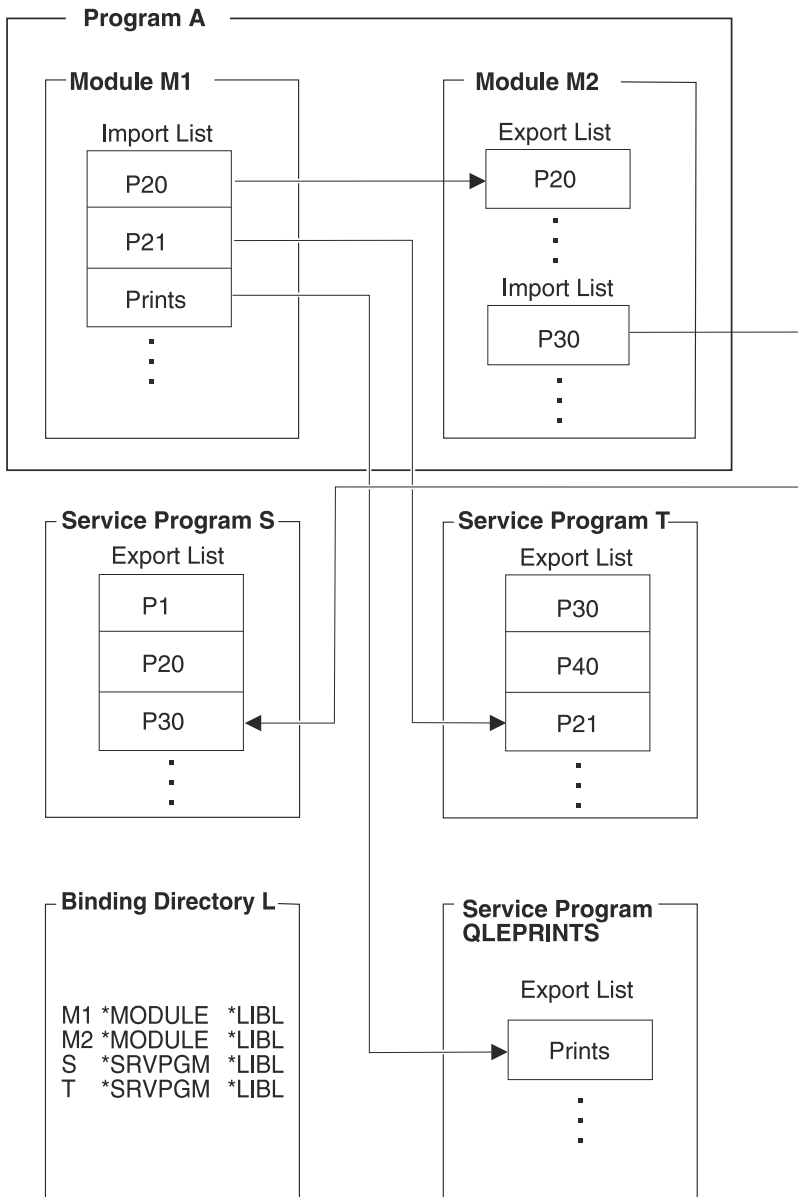 Program A
Module M1
Import List
P20
P21
Prints
Module M2
Export List
P20
Import List
P30
Service Program S
Export List
P1
P20
P30
Service Program T
Export List
P30
P40
P21
Binding Directory L
M1 *MODULE *LIBL
M2 *MODULE *LIBL
S *SRVPGM *LIBL
T *SRVPGM *LIBL
Service Program
QLEPRINTS
Export List
Prints